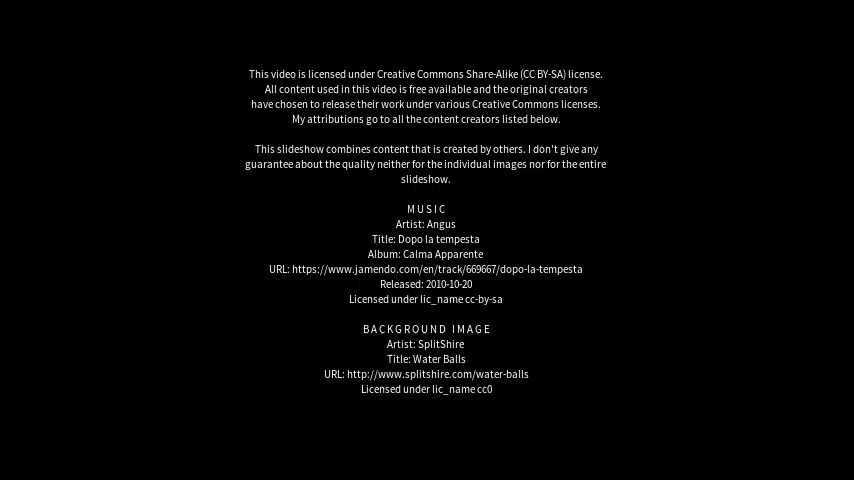 This video is licensed under Creative Commons Share-Alike (CC BY-SA) license.
All content used in this video is free available and the original creators
have chosen to release their work under various Creative Commons licenses.
My attributions go to all the content creators listed below.
This slideshow combines content that is created by others. I don't give any
guarantee about the quality neither for the individual images nor for the entire
slideshow.
MUSIC
Artist: Angus
Title: Dopo la tempesta
Album: Calma Apparente
URL: https://www.jamendo.com/en/track/669667/dopo-la-tempesta
Released: 2010-10-20
Licensed under lic_name cc-by-sa
BACKGROUND IMAGE
Artist: SplitShire
Title: Water Balls
URL: http://www.splitshire.com/water-balls
Licensed under lic_name cc0